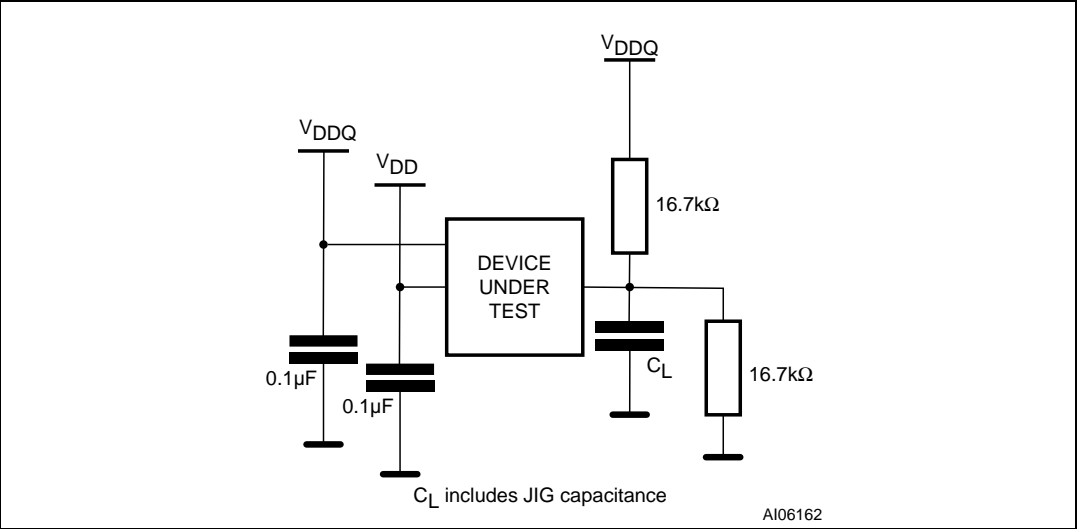 VDDQ
VDDQ
VDD
16.7kΩ
DEVICE
UNDER
TEST
CL
16.7kΩ
0.1µF
0.1µF
CL includes JIG capacitance
AI06162